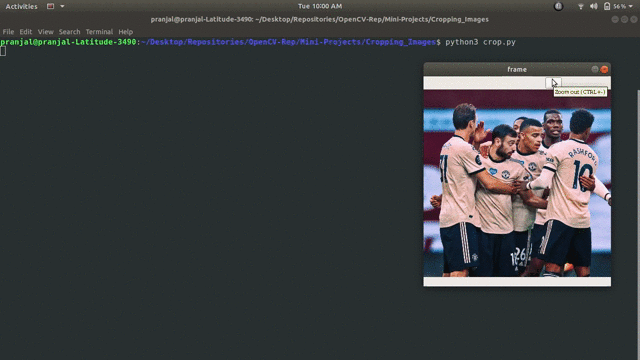 Activities
Tue 10:00 AM
56%
pranjal@pranjal-Latitude-3490: ~/Desktop/Repositories/OpenCV-Rep/Mini-Projects/Cropping_Images
File Edit View Search Terminal Help
pranjal@pranjal-Latitude-3490:~/Desktop/Repositories/OpenCV-Rep/Mini-Projects/Cropping_Images$ python3 crop.py
frame
Zoom out (CTRL+-)
RASHFORD
10